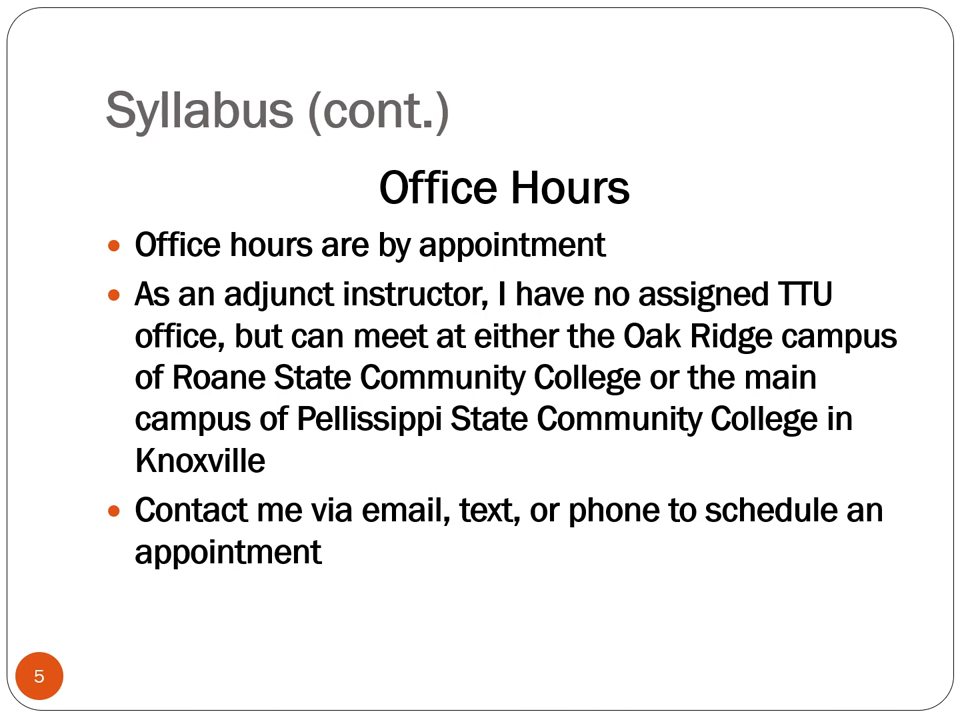 Syllabus (cont.)
Office Hours
• Office hours are by appointment
• As an adjunct instructor, I have no assigned TTU
office, but can meet at either the Oak Ridge campus
of Roane State Community College or the main
campus of Pellissippi State Community College in
Knoxville
• Contact me via email, text, or phone to schedule an
appointment
5